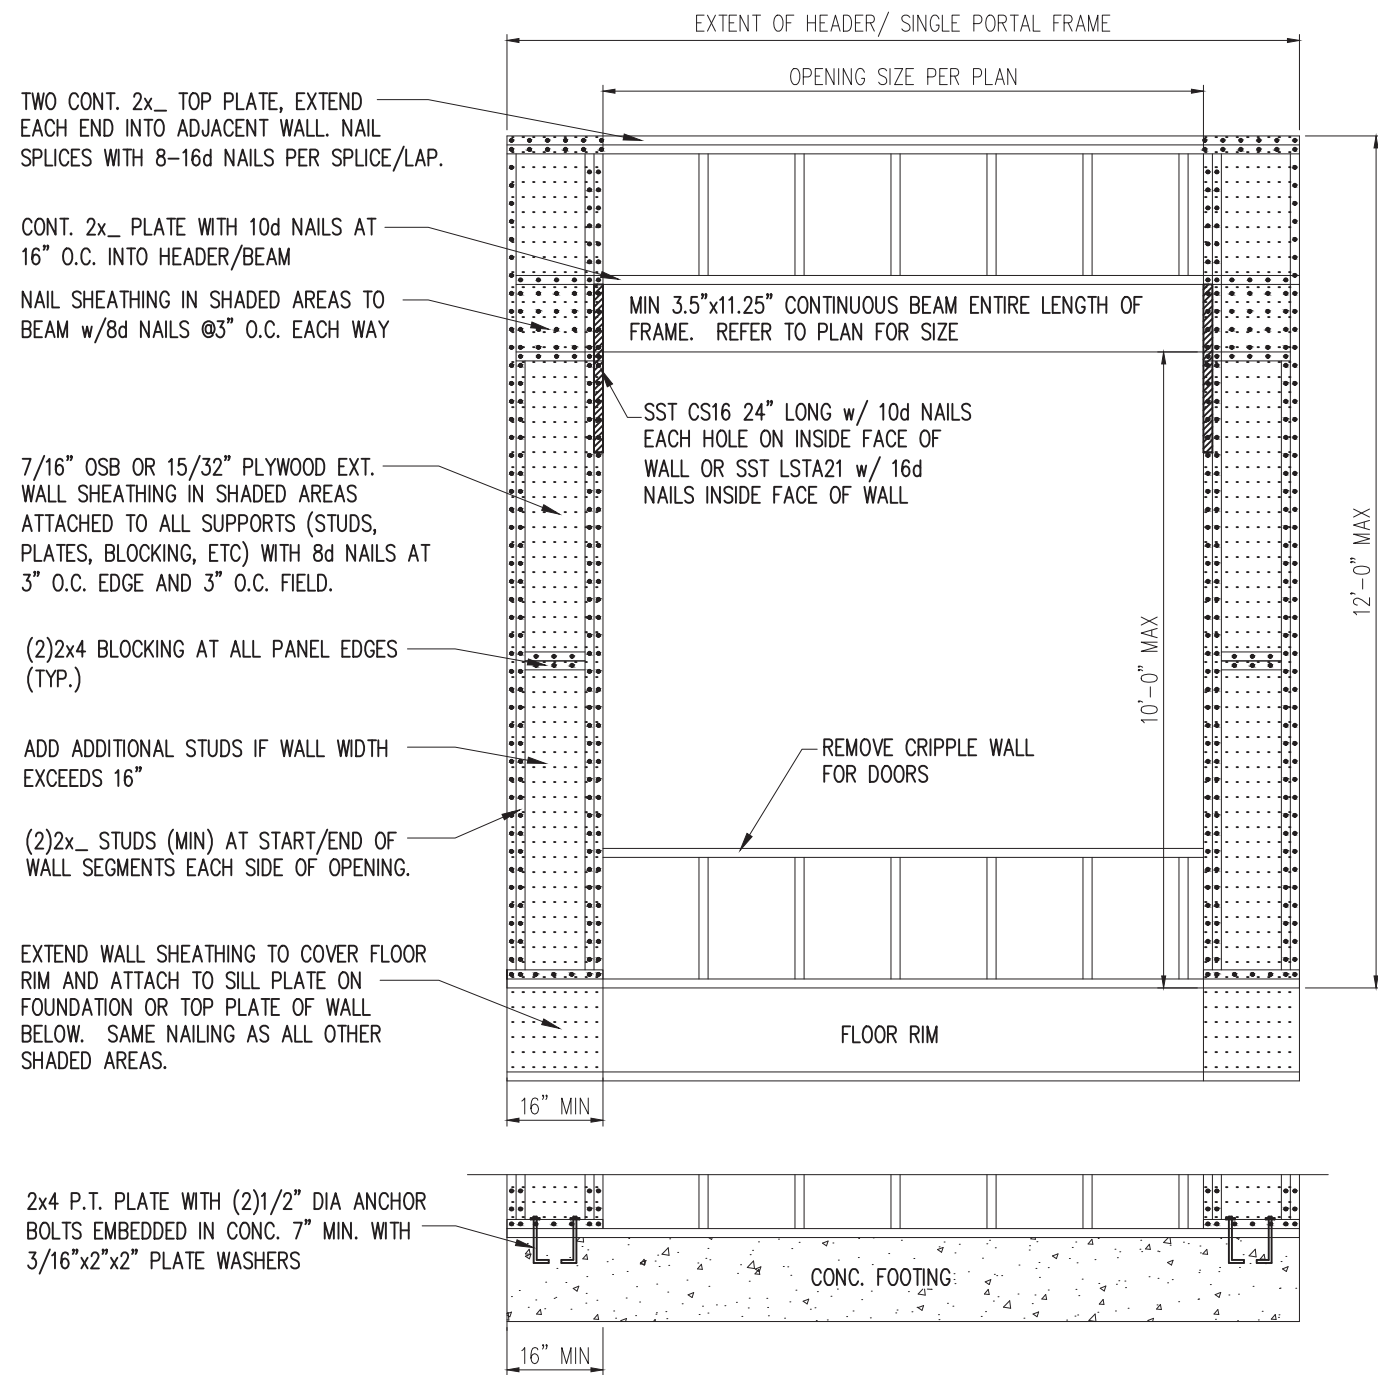 EXTENT OF HEADER/ SINGLE PORTAL FRAME
OPENING SIZE PER PLAN
TWO CONT. 2x_ TOP PLATE, EXTEND
EACH END INTO ADJACENT WALL. NAIL
SPLICES WITH 8-16d NAILS PER SPLICE/LAP.
CONT. 2x_ PLATE WITH 10d NAILS AT
16" O.C. INTO HEADER/BEAM
NAIL SHEATHING IN SHADED AREAS TO
BEAM w/8d NAILS @3" O.C. EACH WAY
MIN 3.5"x11.25" CONTINUOUS BEAM ENTIRE LENGTH OF
FRAME. REFER TO PLAN FOR SIZE
SST CS16 24" LONG w/ 10d NAILS
EACH HOLE ON INSIDE FACE OF
WALL OR SST LSTA21 w/ 16d
NAILS INSIDE FACE OF WALL
7/16" OSB OR 15/32" PLYWOOD EXT.
WALL SHEATHING IN SHADED AREAS
ATTACHED TO ALL SUPPORTS (STUDS,
PLATES, BLOCKING, ETC) WITH 8d NAILS AT
3" O.C. EDGE AND 3" O.C. FIELD.
12'-0" MAX
10'-0" MAX
(2)2x4 BLOCKING AT ALL PANEL EDGES
(TYP.)
ADD ADDITIONAL STUDS IF WALL WIDTH
EXCEEDS 16"
REMOVE CRIPPLE WALL
FOR DOORS
(2)2x_ STUDS (MIN) AT START/END OF
WALL SEGMENTS EACH SIDE OF OPENING.
EXTEND WALL SHEATHING TO COVER FLOOR
RIM AND ATTACH TO SILL PLATE ON
FOUNDATION OR TOP PLATE OF WALL
BELOW. SAME NAILING AS ALL OTHER
SHADED AREAS.
FLOOR RIM
16" MIN
2x4 P.T. PLATE WITH (2)1/2" DIA ANCHOR
BOLTS EMBEDDED IN CONC. 7" MIN. WITH
3/16"x2"x2" PLATE WASHERS
CONC. FOOTING
16" MIN